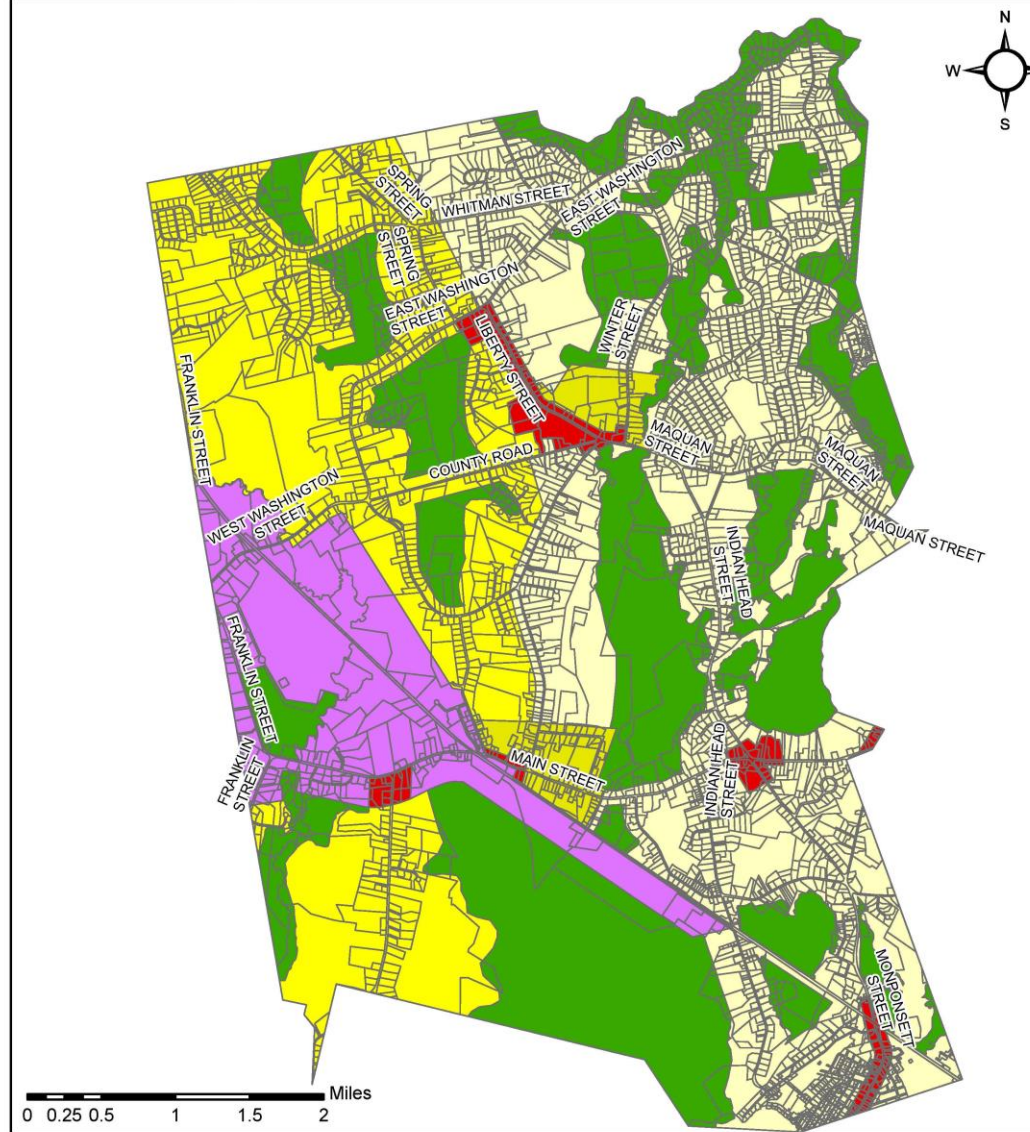 N
W
S
SPRING
STREET
WHITMAN STREET
EAST WASHINGTON
STREET
SPRING
STREET
EAST WASHINGTON
STREET
LIBERTY STREET
WINTER
STREET
FRANKLIN STREET
MAQUAN
STREET
MAQUAN
STREET
COUNTY ROAD
WEST WASHINGTON
STREET
MAQUAN STREET
INDIAN HEAD
STREET
FRANKLIN STREET
FRANKLIN
STREET
MAIN STREET
INDIAN HEAD
STREET
MONPONSETT
STREET
Miles
0 0.25 0.5 1 1.5 2